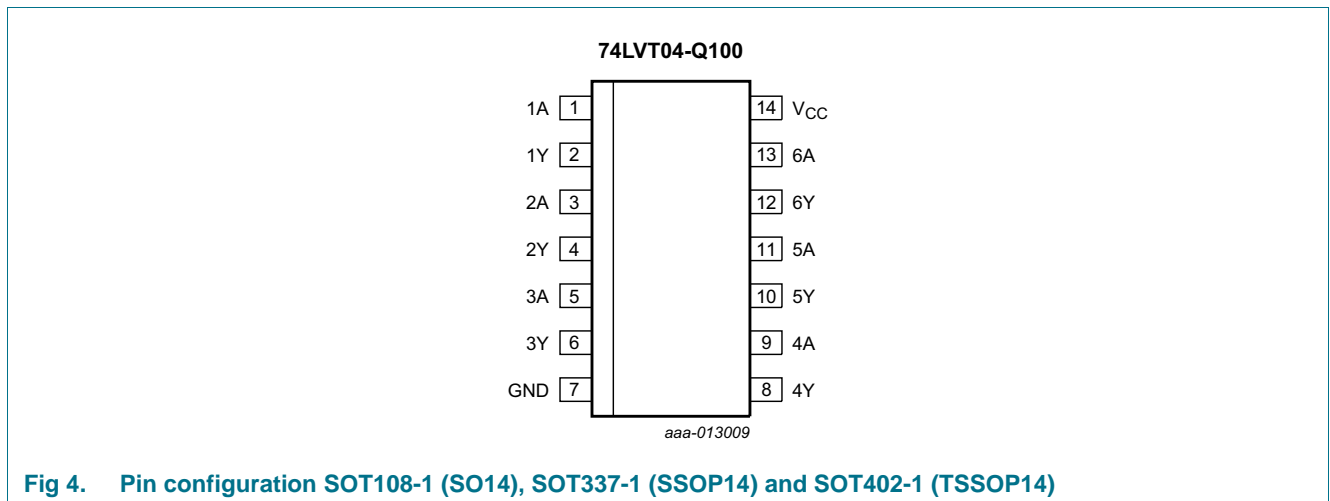 74LVT04-Q100
1A 1 14 VCC
1Y 2 13 6A
2A 3 12 6Y
2Y 4 11 5A
3A 5 10 5Y
3Y 6 9 4A
GND 7 8 4Y
aaa-013009
Fig 4. Pin configuration SOT108-1 (SO14), SOT337-1 (SSOP14) and SOT402-1 (TSSOP14)